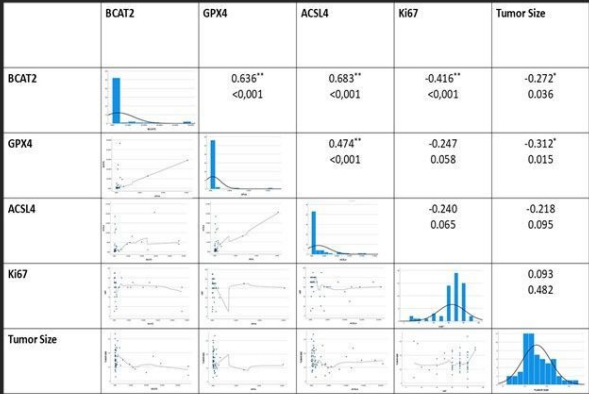 BCAT2 GPX4 ACSL4 Ki67 Tumor Size
BCAT2 0.636** 0.683** -0.416** -0.272*
<0,001 <0,001 <0,001 0.036
GPX4 0.474** -0.247 -0.312*
<0,001 0.058 0.015
ACSL4 -0.240 -0.218
0.065 0.095
Ki67 0.093
0.482
Tumor Size